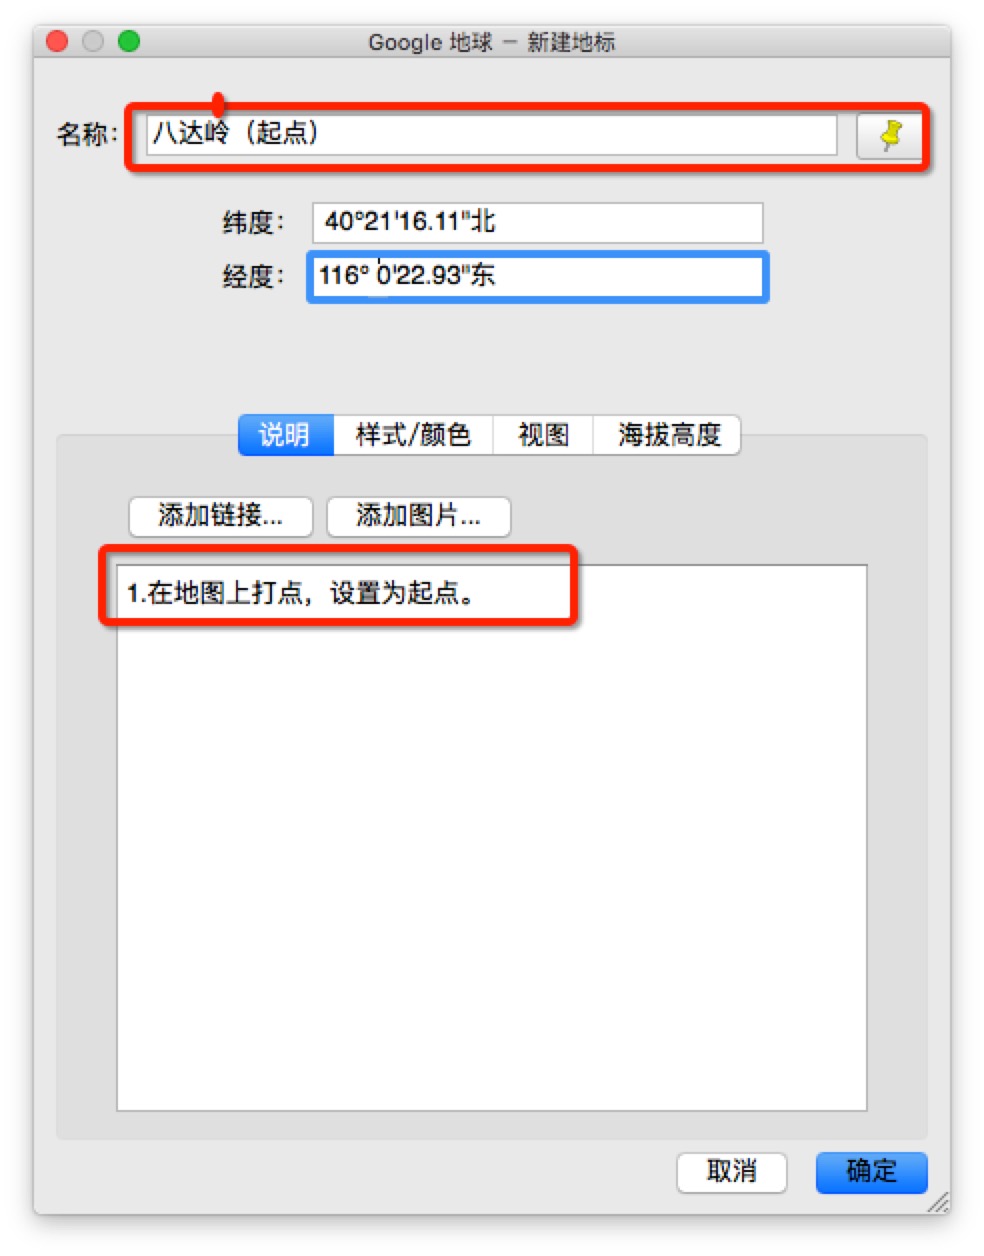 Google 地球 — 新建地标
名称： 八达岭（起点）
纬度： 40°21'16.11"北
经度： 116° 0'22.93"东
说明 样式/颜色 视图 海拔高度
添加链接... 添加图片...
1.在地图上打点，设置为起点。
取消 确定